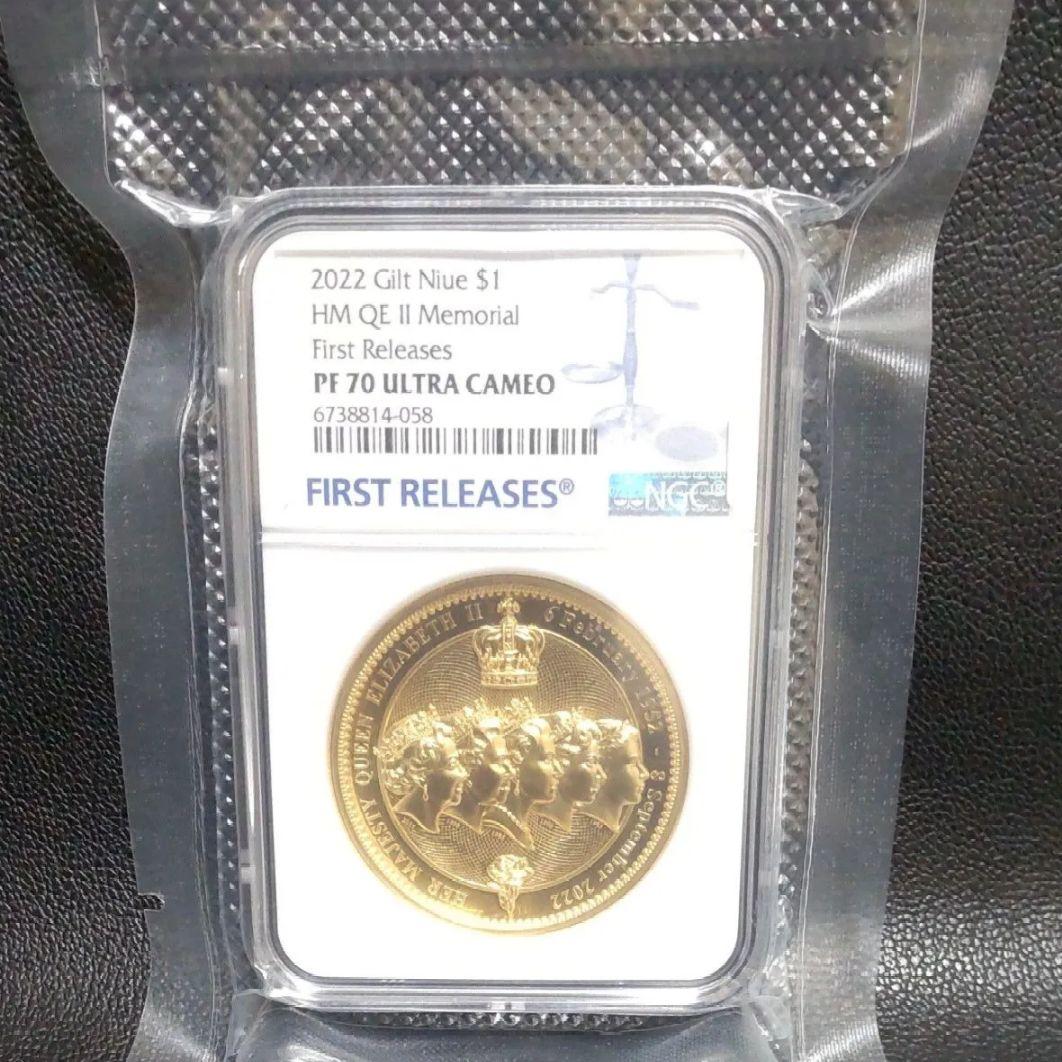 2022 Gilt Niue $1
HM QE II Memorial
First Releases
PF 70 ULTRA CAMEO
6738814-058
FIRST RELEASES®
NGC®
HER MAJESTY QUEEN ELIZABETH II
6 February 1952 - 8 September 2022